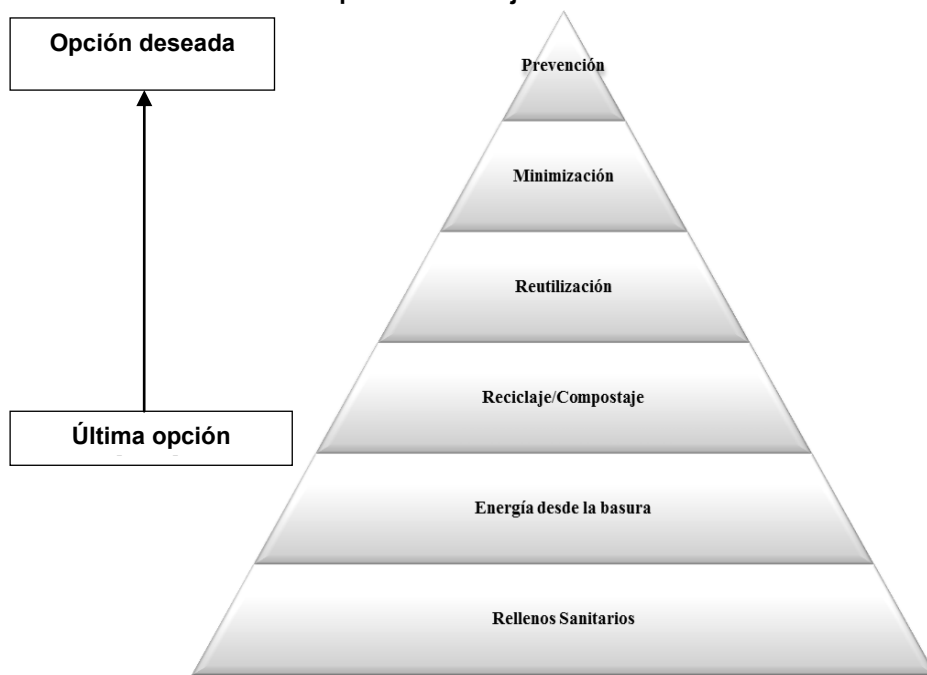 Opción deseada
Prevención
Minimización
Reutilización
Reciclaje/Compostaje
Última opción
Energía desde la basura
Rellenos Sanitarios